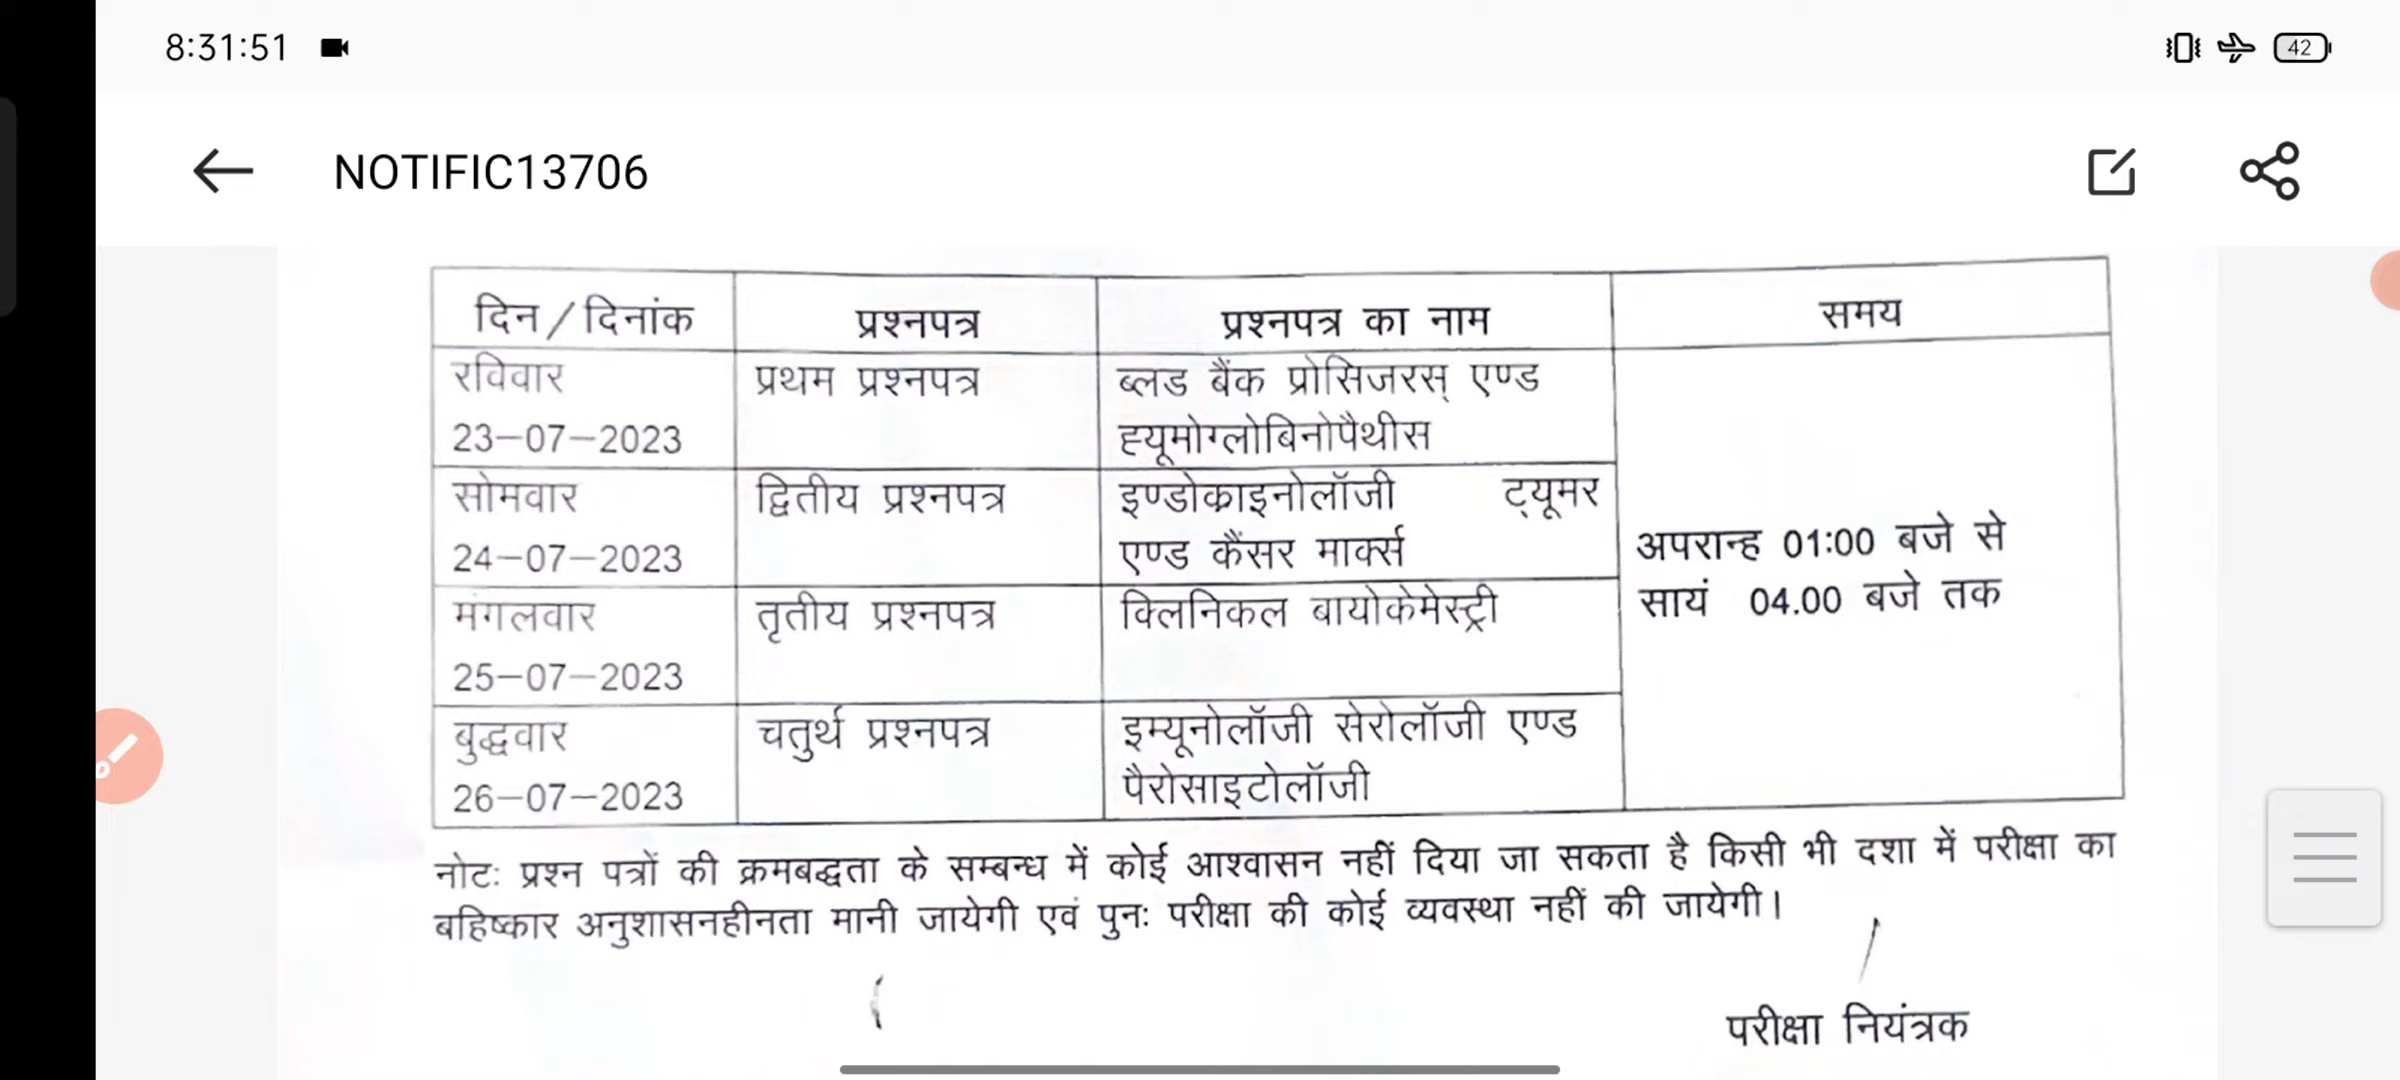 8:31:51
42
NOTIFIC13706
दिन/दिनांक प्रश्नपत्र प्रश्नपत्र का नाम समय
रविवार प्रथम प्रश्नपत्र ब्लड बैंक प्रोसिजरस् एण्ड
23-07-2023 ह्यूमोग्लोबिनोपैथीस
सोमवार द्वितीय प्रश्नपत्र इण्डोक्राइनोलॉजी ट्यूमर
24-07-2023 एण्ड कैंसर मार्क्स
अपरान्ह 01:00 बजे से
सायं 04.00 बजे तक
मंगलवार तृतीय प्रश्नपत्र क्लिनिकल बायोकेमेस्ट्री
25-07-2023
बुद्धवार चतुर्थ प्रश्नपत्र इम्यूनोलॉजी सेरोलॉजी एण्ड
26-07-2023 पैरोसाइटोलॉजी
नोटः प्रश्न पत्रों की क्रमबद्धता के सम्बन्ध में कोई आश्वासन नहीं दिया जा सकता है किसी भी दशा में परीक्षा का
बहिष्कार अनुशासनहीनता मानी जायेगी एवं पुनः परीक्षा की कोई व्यवस्था नहीं की जायेगी।
परीक्षा नियंत्रक